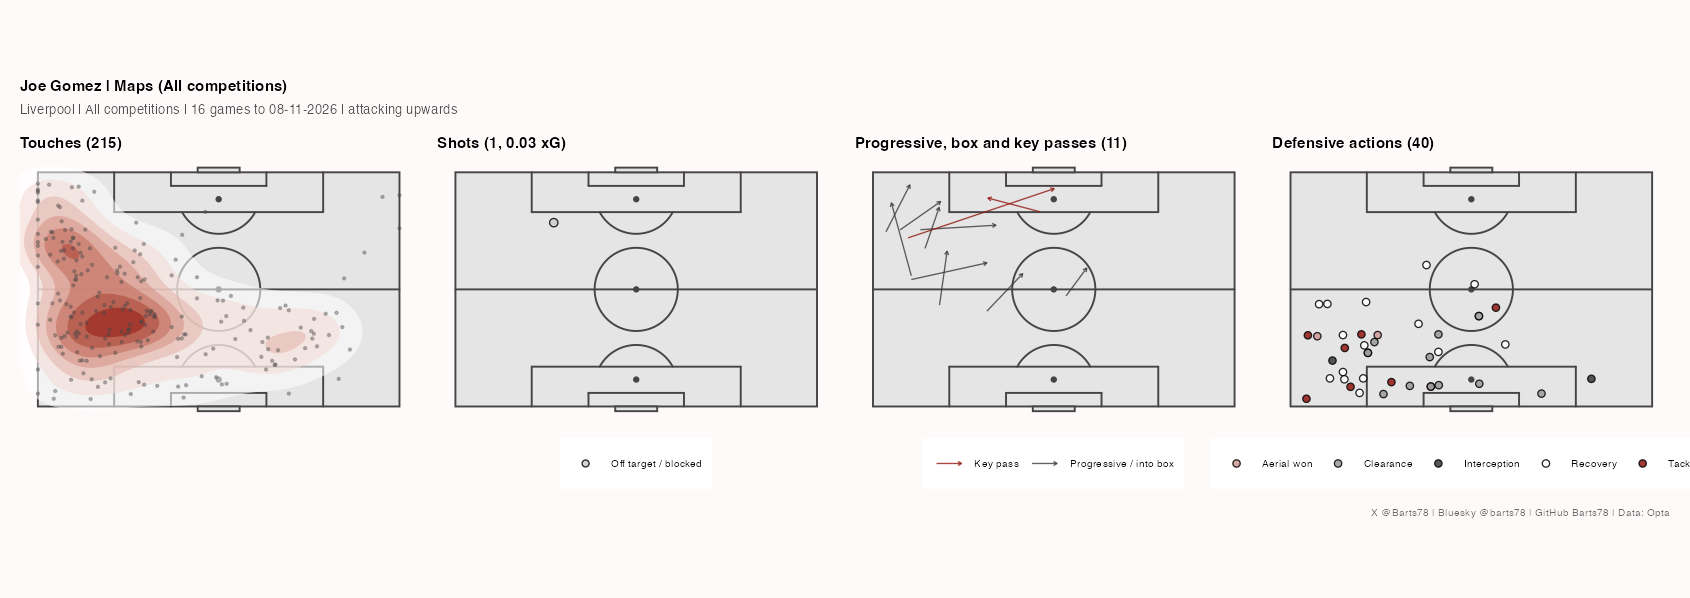 Joe Gomez | Maps (All competitions)
Liverpool | All competitions | 16 games to 08-11-2026 | attacking upwards
Touches (215)
Shots (1, 0.03 xG)
Progressive, box and key passes (11)
Defensive actions (40)
Off target / blocked
Key pass
Progressive / into box
Aerial won
Clearance
Interception
Recovery
Tack
X @Barts78 | Bluesky @barts78 | GitHub Barts78 | Data: Opta